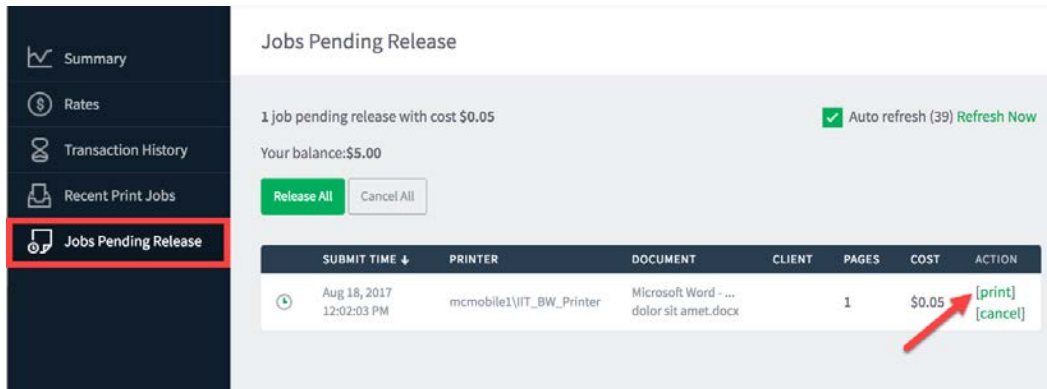 Summary
Rates
Transaction History
Recent Print Jobs
Jobs Pending Release
Jobs Pending Release
1 job pending release with cost $0.05
Auto refresh (39) Refresh Now
Your balance:$5.00
Release All
Cancel All
SUBMIT TIME PRINTER DOCUMENT CLIENT PAGES COST ACTION
Aug 18, 2017
12:02:03 PM
mcmobile1\IIT_BW_Printer
Microsoft Word - ...
dolor sit amet.docx
1
$0.05
[print]
[cancel]